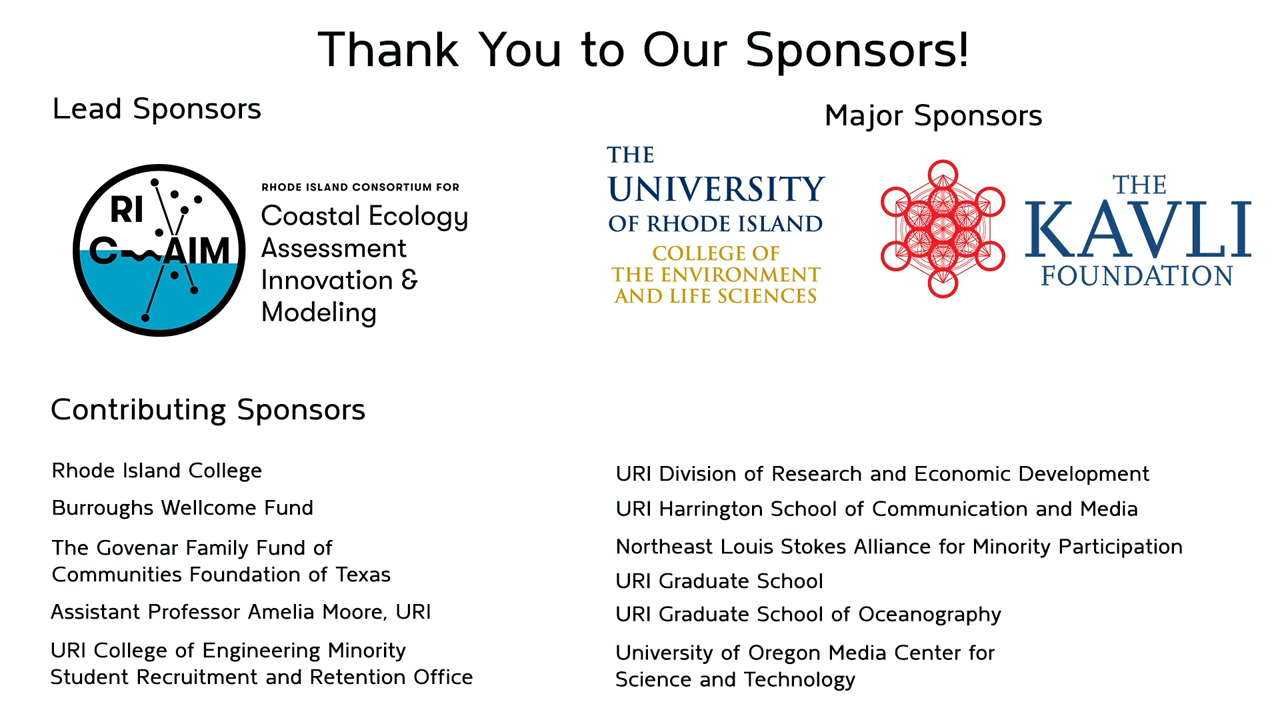 Thank You to Our Sponsors!
Lead Sponsors
RI
C AIM
RHODE ISLAND CONSORTIUM FOR
Coastal Ecology
Assessment
Innovation &
Modeling
Major Sponsors
THE
UNIVERSITY
OF RHODE ISLAND
COLLEGE OF
THE ENVIRONMENT
AND LIFE SCIENCES
THE
KAVLI
FOUNDATION
Contributing Sponsors
Rhode Island College
Burroughs Wellcome Fund
The Govenar Family Fund of
Communities Foundation of Texas
Assistant Professor Amelia Moore, URI
URI College of Engineering Minority
Student Recruitment and Retention Office
URI Division of Research and Economic Development
URI Harrington School of Communication and Media
Northeast Louis Stokes Alliance for Minority Participation
URI Graduate School
URI Graduate School of Oceanography
University of Oregon Media Center for
Science and Technology